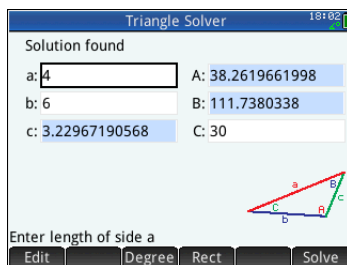 Triangle Solver 18:02
Solution found
a: 4 A: 38.2619661998
b: 6 B: 111.7380338
c: 3.22967190568 C: 30
a B
C A c
b
Enter length of side a
Edit Degree Rect Solve